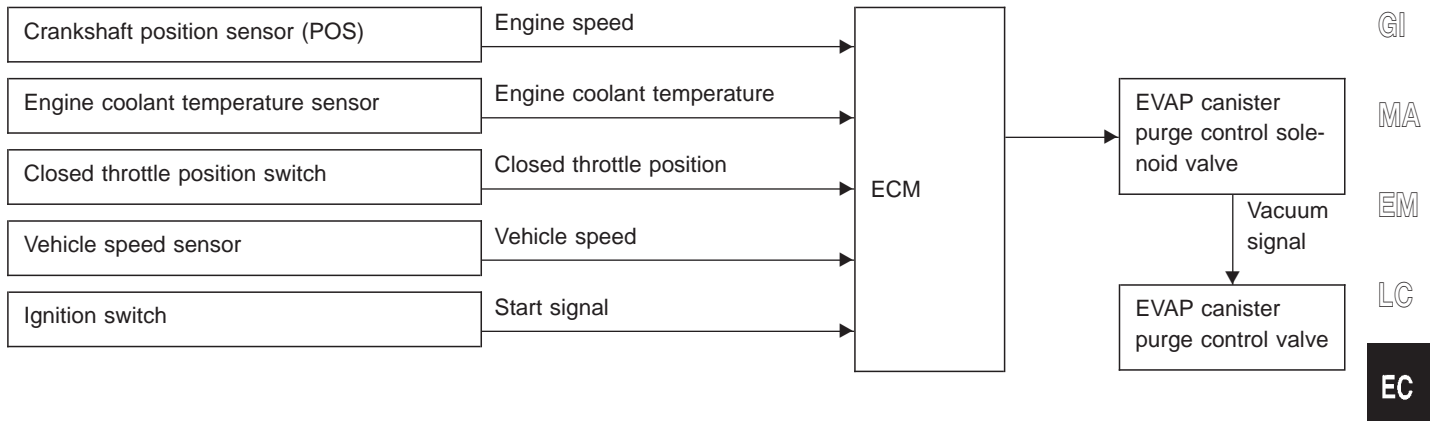 Crankshaft position sensor (POS)
Engine speed
Engine coolant temperature sensor
Engine coolant temperature
Closed throttle position switch
Closed throttle position
Vehicle speed sensor
Vehicle speed
Ignition switch
Start signal
ECM
EVAP canister
purge control sole-
noid valve
Vacuum
signal
EVAP canister
purge control valve
GI
MA
EM
LC
EC